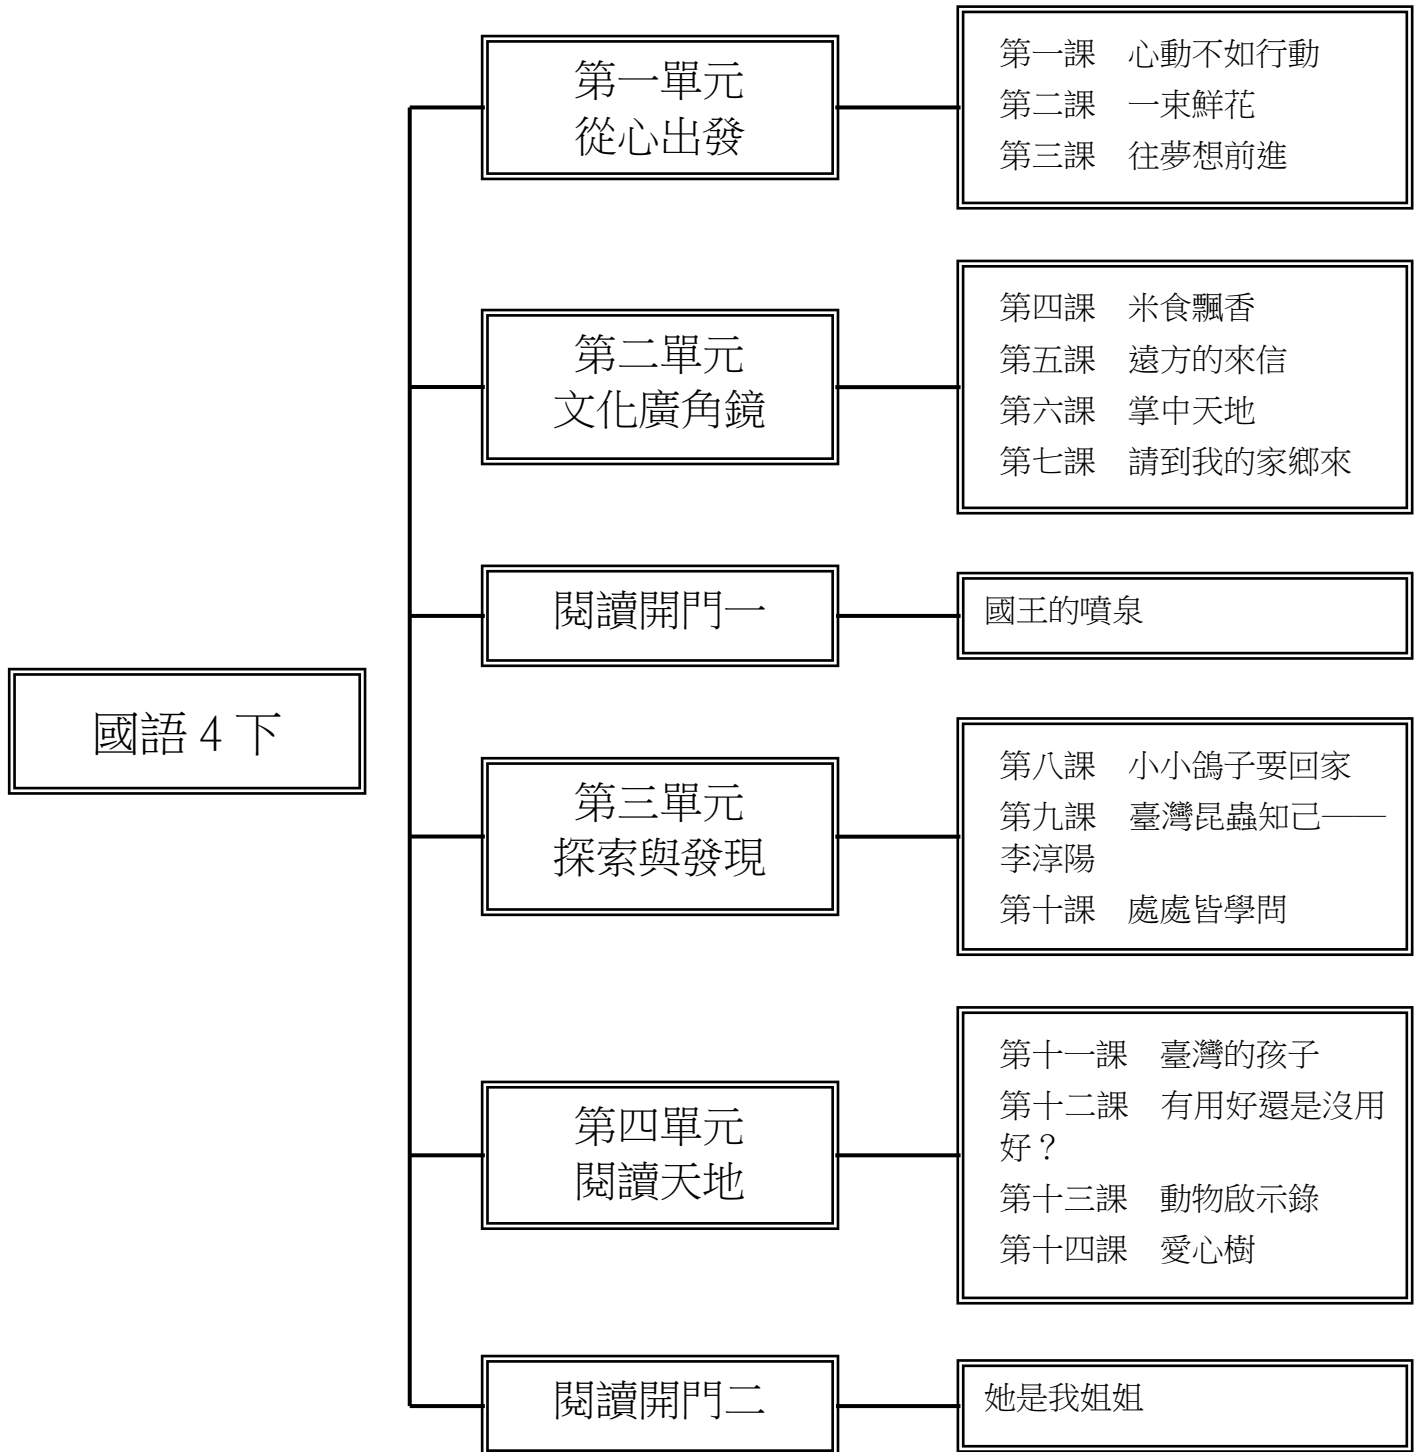 國語4下
第一單元
從心出發
第一課　心動不如行動
第二課　一束鮮花
第三課　往夢想前進
第二單元
文化廣角鏡
第四課　米食飄香
第五課　遠方的來信
第六課　掌中天地
第七課　請到我的家鄉來
閱讀開門一
國王的噴泉
第三單元
探索與發現
第八課　小小鴿子要回家
第九課　臺灣昆蟲知己──
李淳陽
第十課　處處皆學問
第四單元
閱讀天地
第十一課　臺灣的孩子
第十二課　有用好還是沒用
好？
第十三課　動物啟示錄
第十四課　愛心樹
閱讀開門二
她是我姐姐